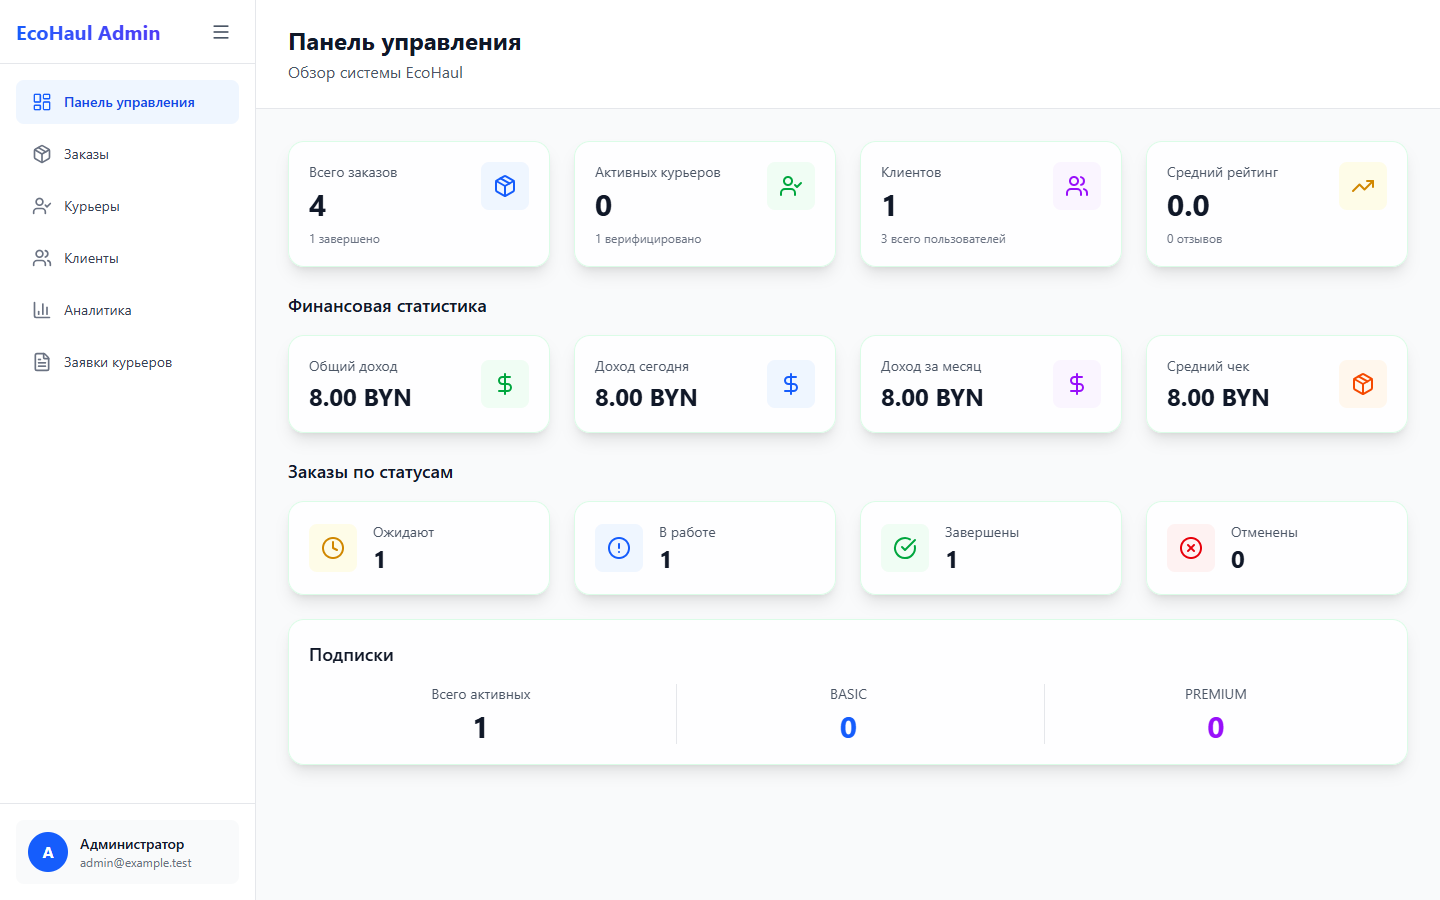 EcoHaul Admin
Панель управления
Заказы
Курьеры
Клиенты
Аналитика
Заявки курьеров
A
Администратор
admin@example.test
Панель управления
Обзор системы EcoHaul
Всего заказов
4
1 завершено
Активных курьеров
0
1 верифицировано
Клиентов
1
3 всего пользователей
Средний рейтинг
0.0
0 отзывов
Финансовая статистика
Общий доход
8.00 BYN
Доход сегодня
8.00 BYN
Доход за месяц
8.00 BYN
Средний чек
8.00 BYN
Заказы по статусам
Ожидают
1
В работе
1
Завершены
1
Отменены
0
Подписки
Всего активных
1
BASIC
0
PREMIUM
0